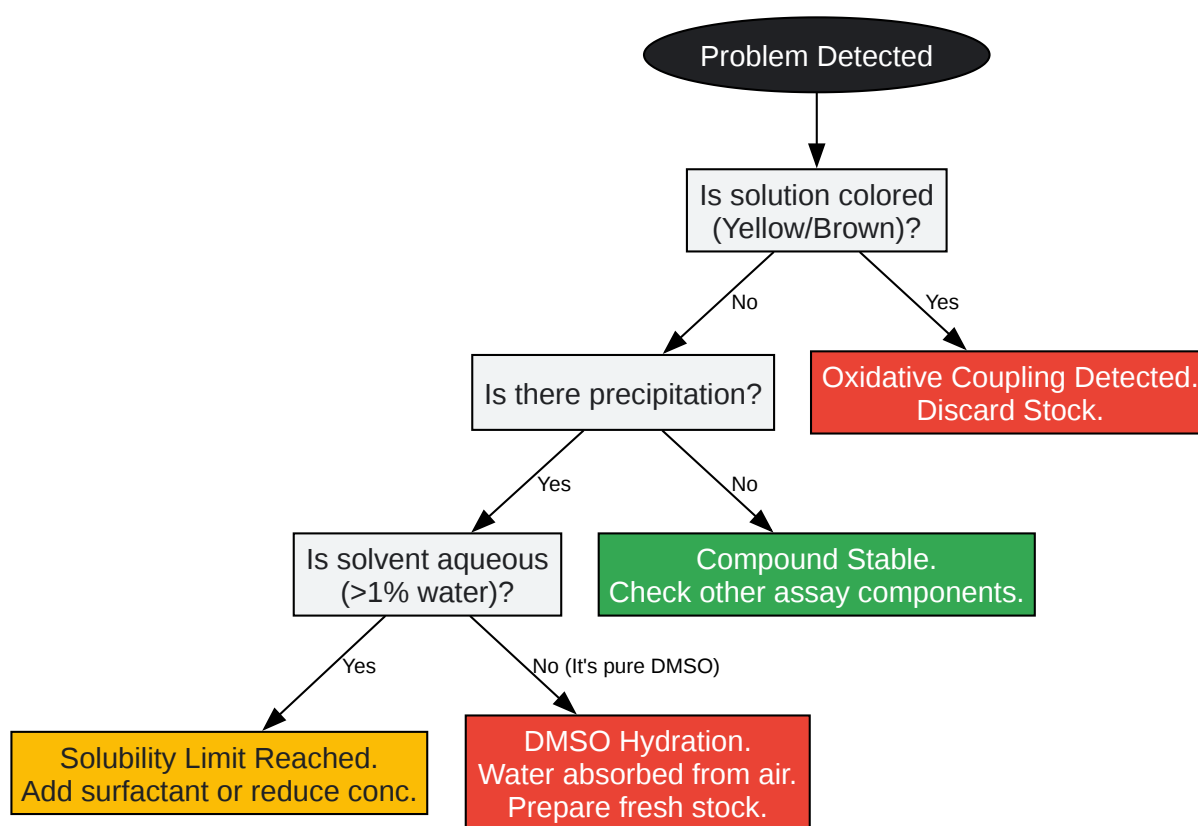 Problem Detected
Is solution colored
(Yellow/Brown)?
No
Yes
Is there precipitation?
Oxidative Coupling Detected.
Discard Stock.
Yes
No
Is solvent aqueous
(>1% water)?
Compound Stable.
Check other assay components.
Yes
No (It's pure DMSO)
Solubility Limit Reached.
Add surfactant or reduce conc.
DMSO Hydration.
Water absorbed from air.
Prepare fresh stock.